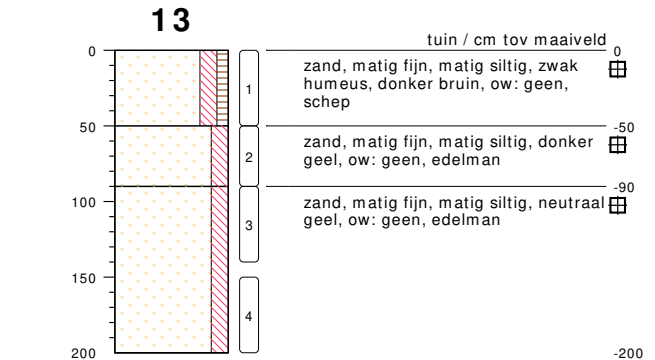 13
tuin / cm tov maaiveld
0
0
zand, matig fijn, matig siltig, zwak
humeus, donker bruin, ow: geen,
schep
1
50
-50
zand, matig fijn, matig siltig, donker
geel, ow: geen, edelman
2
-90
zand, matig fijn, matig siltig, neutraal
geel, ow: geen, edelman
100
3
150
4
200
-200